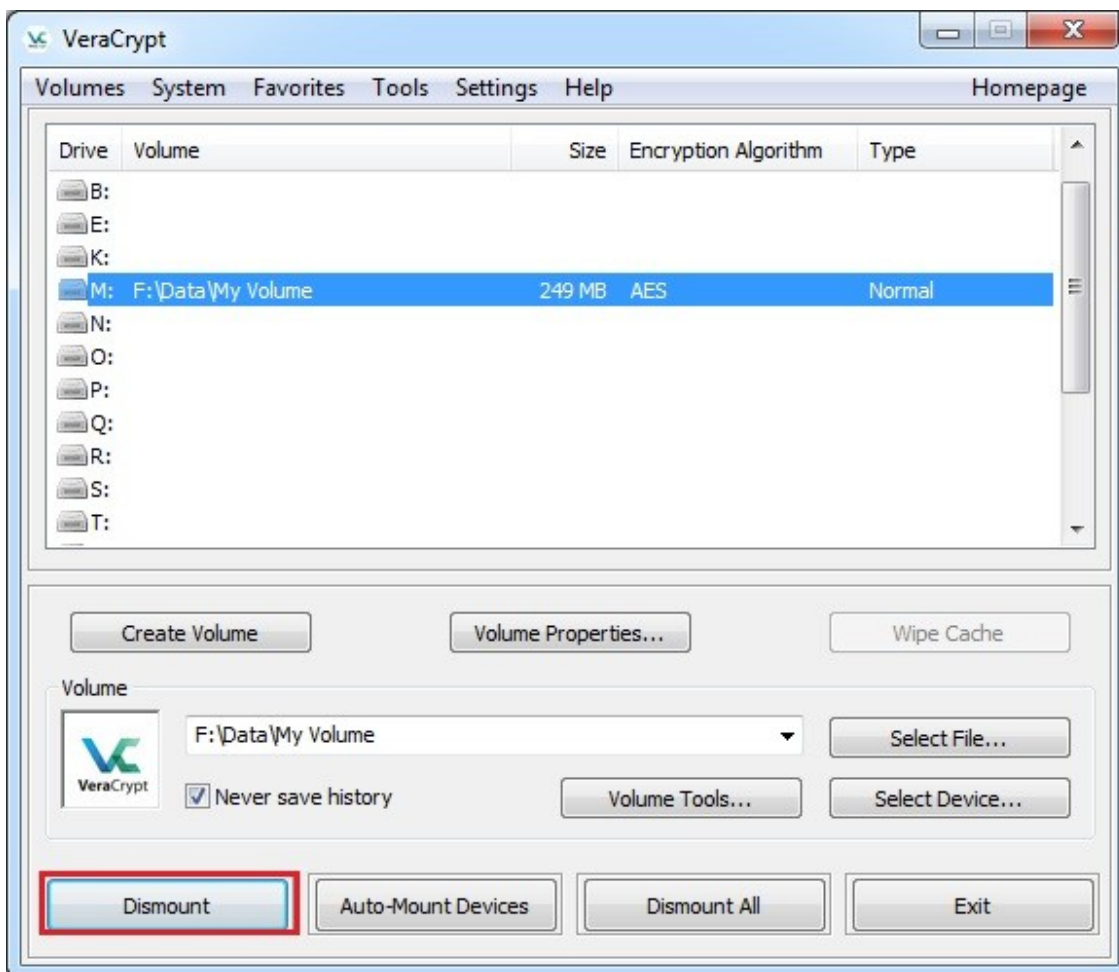 VeraCrypt
Volumes System Favorites Tools Settings Help Homepage
Drive Volume Size Encryption Algorithm Type
B:
E:
K:
M: F:\Data\My Volume 249 MB AES Normal
N:
O:
P:
Q:
R:
S:
T:
Create Volume Volume Properties... Wipe Cache
Volume
F:\Data\My Volume Select File...
VeraCrypt
Never save history Volume Tools... Select Device...
Dismount Auto-Mount Devices Dismount All Exit